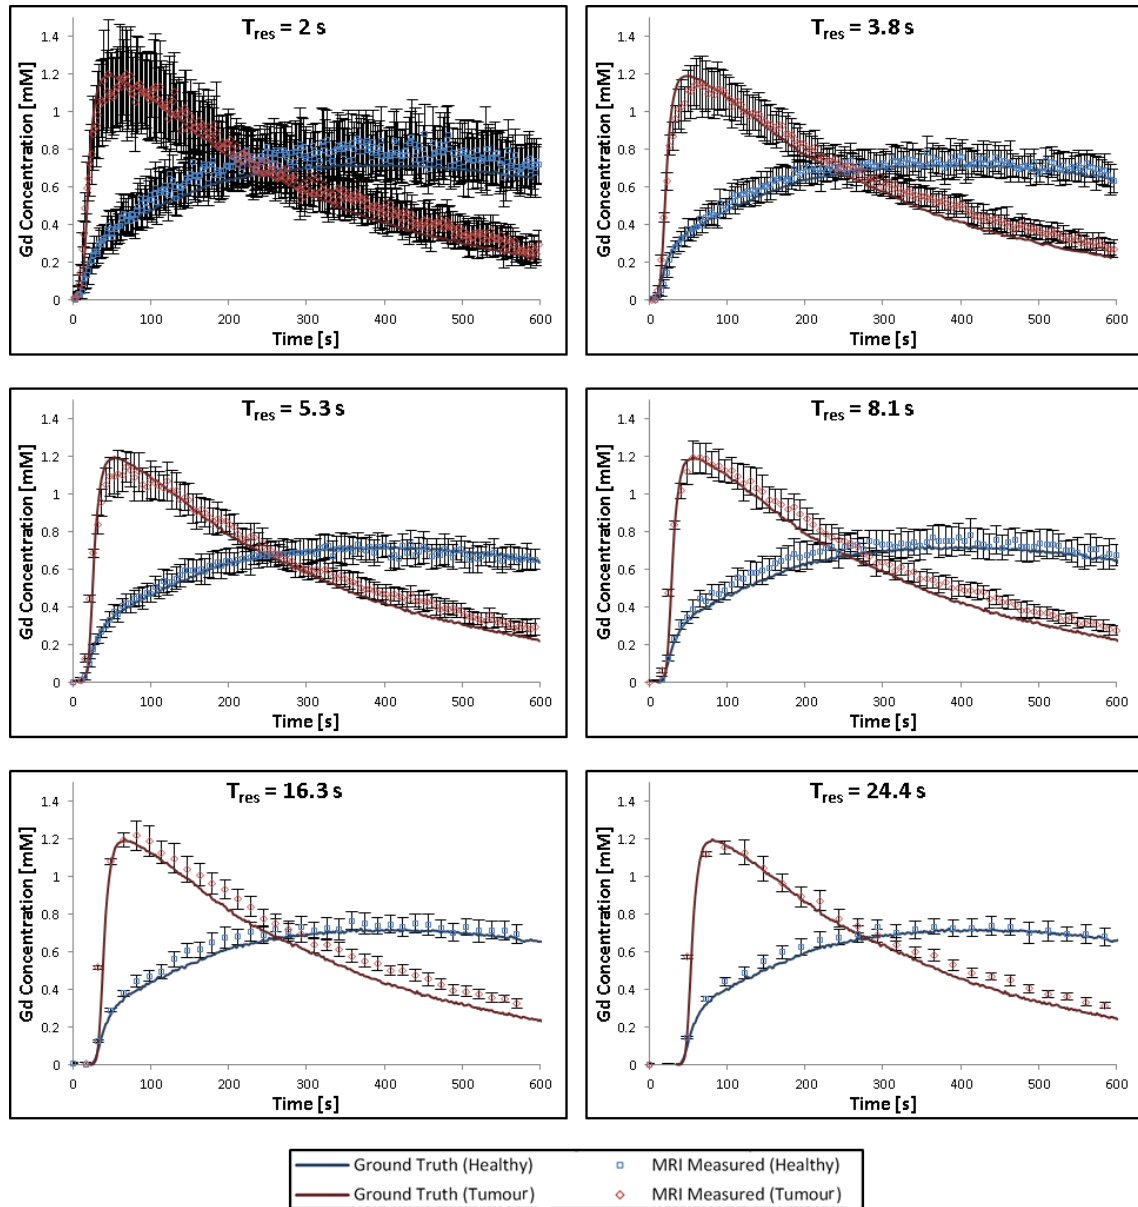 T_res = 2 s
Gd Concentration [mM]
1.4
1.2
1
0.8
0.6
0.4
0.2
0
0 100 200 300 400 500 600
Time [s]
T_res = 3.8 s
Gd Concentration [mM]
1.4
1.2
1
0.8
0.6
0.4
0.2
0
0 100 200 300 400 500 600
Time [s]
T_res = 5.3 s
Gd Concentration [mM]
1.4
1.2
1
0.8
0.6
0.4
0.2
0
0 100 200 300 400 500 600
Time [s]
T_res = 8.1 s
Gd Concentration [mM]
1.4
1.2
1
0.8
0.6
0.4
0.2
0
0 100 200 300 400 500 600
Time [s]
T_res = 16.3 s
Gd Concentration [mM]
1.4
1.2
1
0.8
0.6
0.4
0.2
0
0 100 200 300 400 500 600
Time [s]
T_res = 24.4 s
Gd Concentration [mM]
1.4
1.2
1
0.8
0.6
0.4
0.2
0
0 100 200 300 400 500 600
Time [s]
Ground Truth (Healthy) MRI Measured (Healthy)
Ground Truth (Tumour) MRI Measured (Tumour)